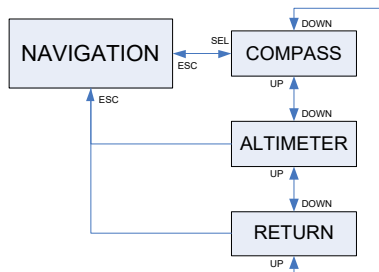 DOWN
NAVIGATION
SEL
ESC
COMPASS
UP
ESC
DOWN
ALTIMETER
UP
DOWN
RETURN
UP